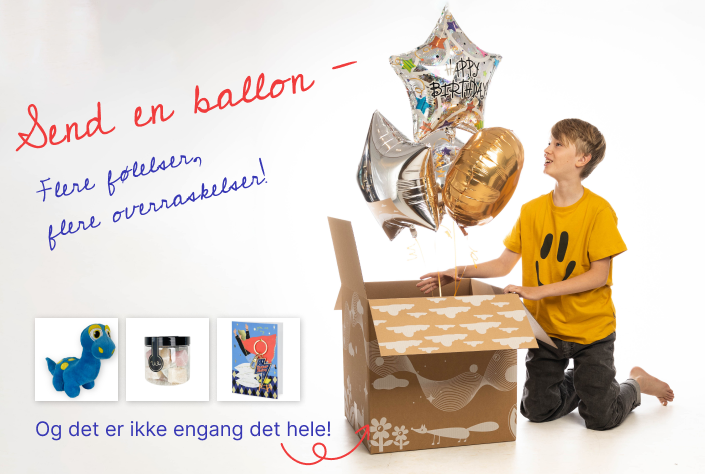 Send en ballon –
Flere følelser,
flere overraskelser!
HAPPY
BIRTHDAY
Og det er ikke engang det hele!